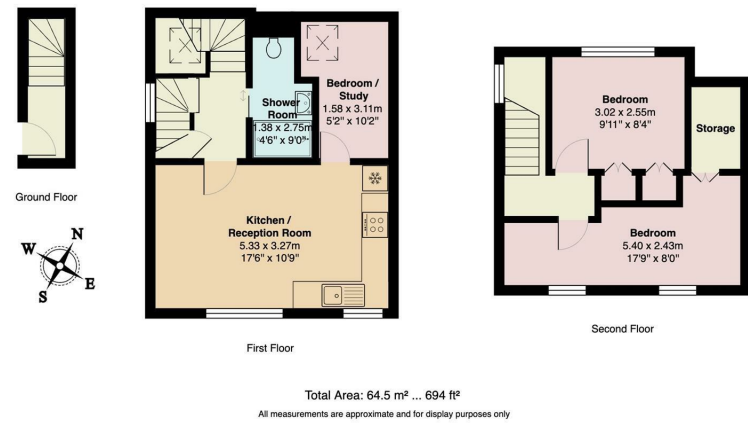 Ground Floor
N
W
E
S
Shower
Room
1.38 x 2.75m
4'6" x 9'0"
Bedroom /
Study
1.58 x 3.11m
5'2" x 10'2"
Kitchen /
Reception Room
5.33 x 3.27m
17'6" x 10'9"
First Floor
Bedroom
3.02 x 2.55m
9'11" x 8'4"
Storage
Bedroom
5.40 x 2.43m
17'9" x 8'0"
Second Floor
Total Area: 64.5 m² ... 694 ft²
All measurements are approximate and for display purposes only